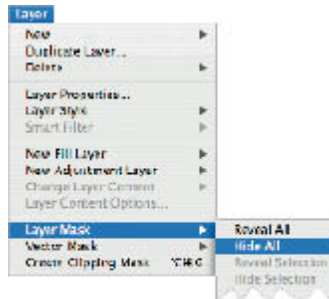 Layer
New
Duplicate Layer...
Delete
Layer Properties...
Layer Style
Smart Filter
New Fill Layer
New Adjustment Layer
Change Layer Content
Layer Content Options...
Layer Mask
Vector Mask
Create Clipping Mask ⌥⌘G
Reveal All
Hide All
Reveal Selection
Hide Selection